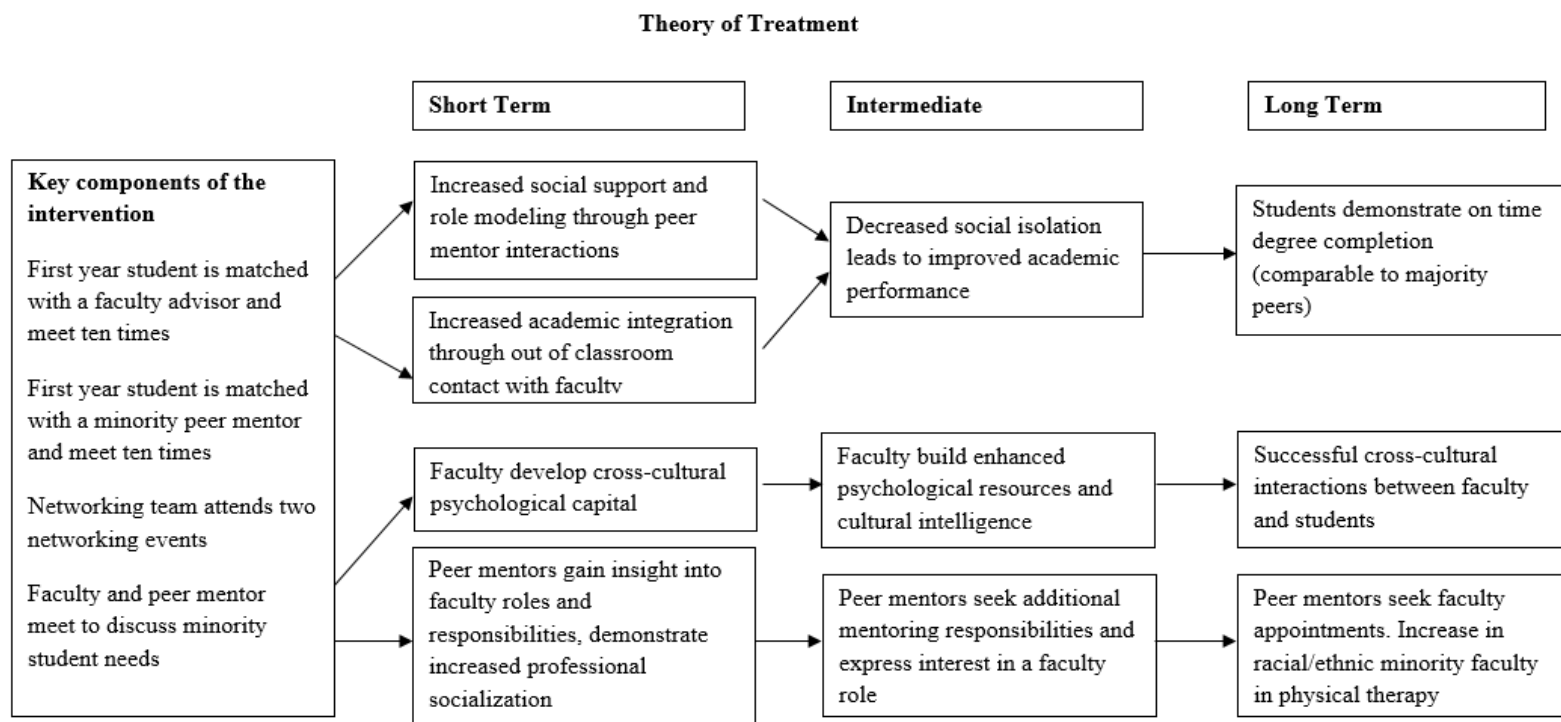 Theory of Treatment
Short Term
Intermediate
Long Term
Key components of the
intervention
First year student is matched
with a faculty advisor and
meet ten times
First year student is matched
with a minority peer mentor
and meet ten times
Networking team attends two
networking events
Faculty and peer mentor
meet to discuss minority
student needs
Increased social support and
role modeling through peer
mentor interactions
Increased academic integration
through out of classroom
contact with faculty
Faculty develop cross-cultural
psychological capital
Peer mentors gain insight into
faculty roles and
responsibilities, demonstrate
increased professional
socialization
Decreased social isolation
leads to improved academic
performance
Faculty build enhanced
psychological resources and
cultural intelligence
Peer mentors seek additional
mentoring responsibilities and
express interest in a faculty
role
Students demonstrate on time
degree completion
(comparable to majority
peers)
Successful cross-cultural
interactions between faculty
and students
Peer mentors seek faculty
appointments. Increase in
racial/ethnic minority faculty
in physical therapy